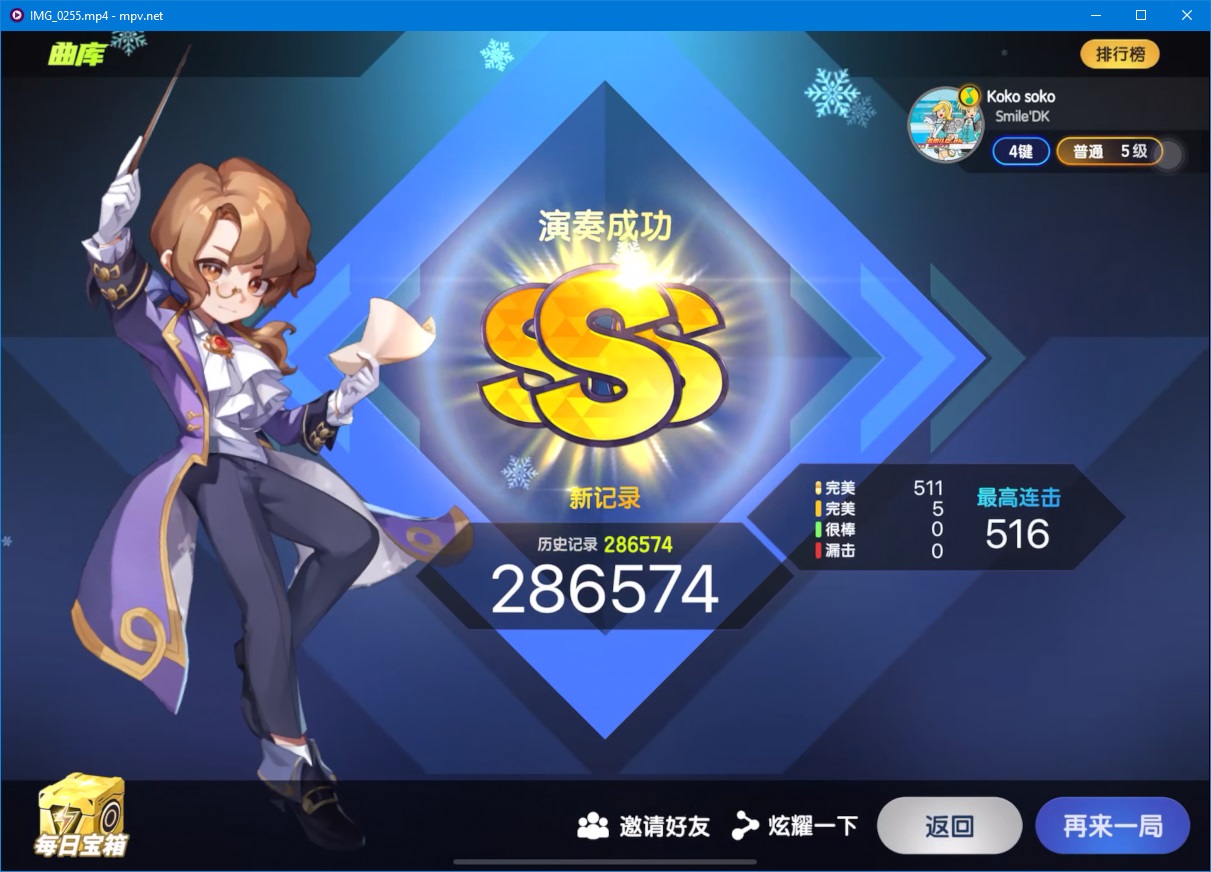 IMG_0255.mp4 - mpv.net
曲库
排行榜
Koko soko
Smile'DK
4键 普通 5级
演奏成功
SSS
新记录
历史记录 286574
286574
完美 511
完美 5
很棒 0
漏击 0
最高连击
516
每日宝箱
邀请好友
炫耀一下
返回
再来一局